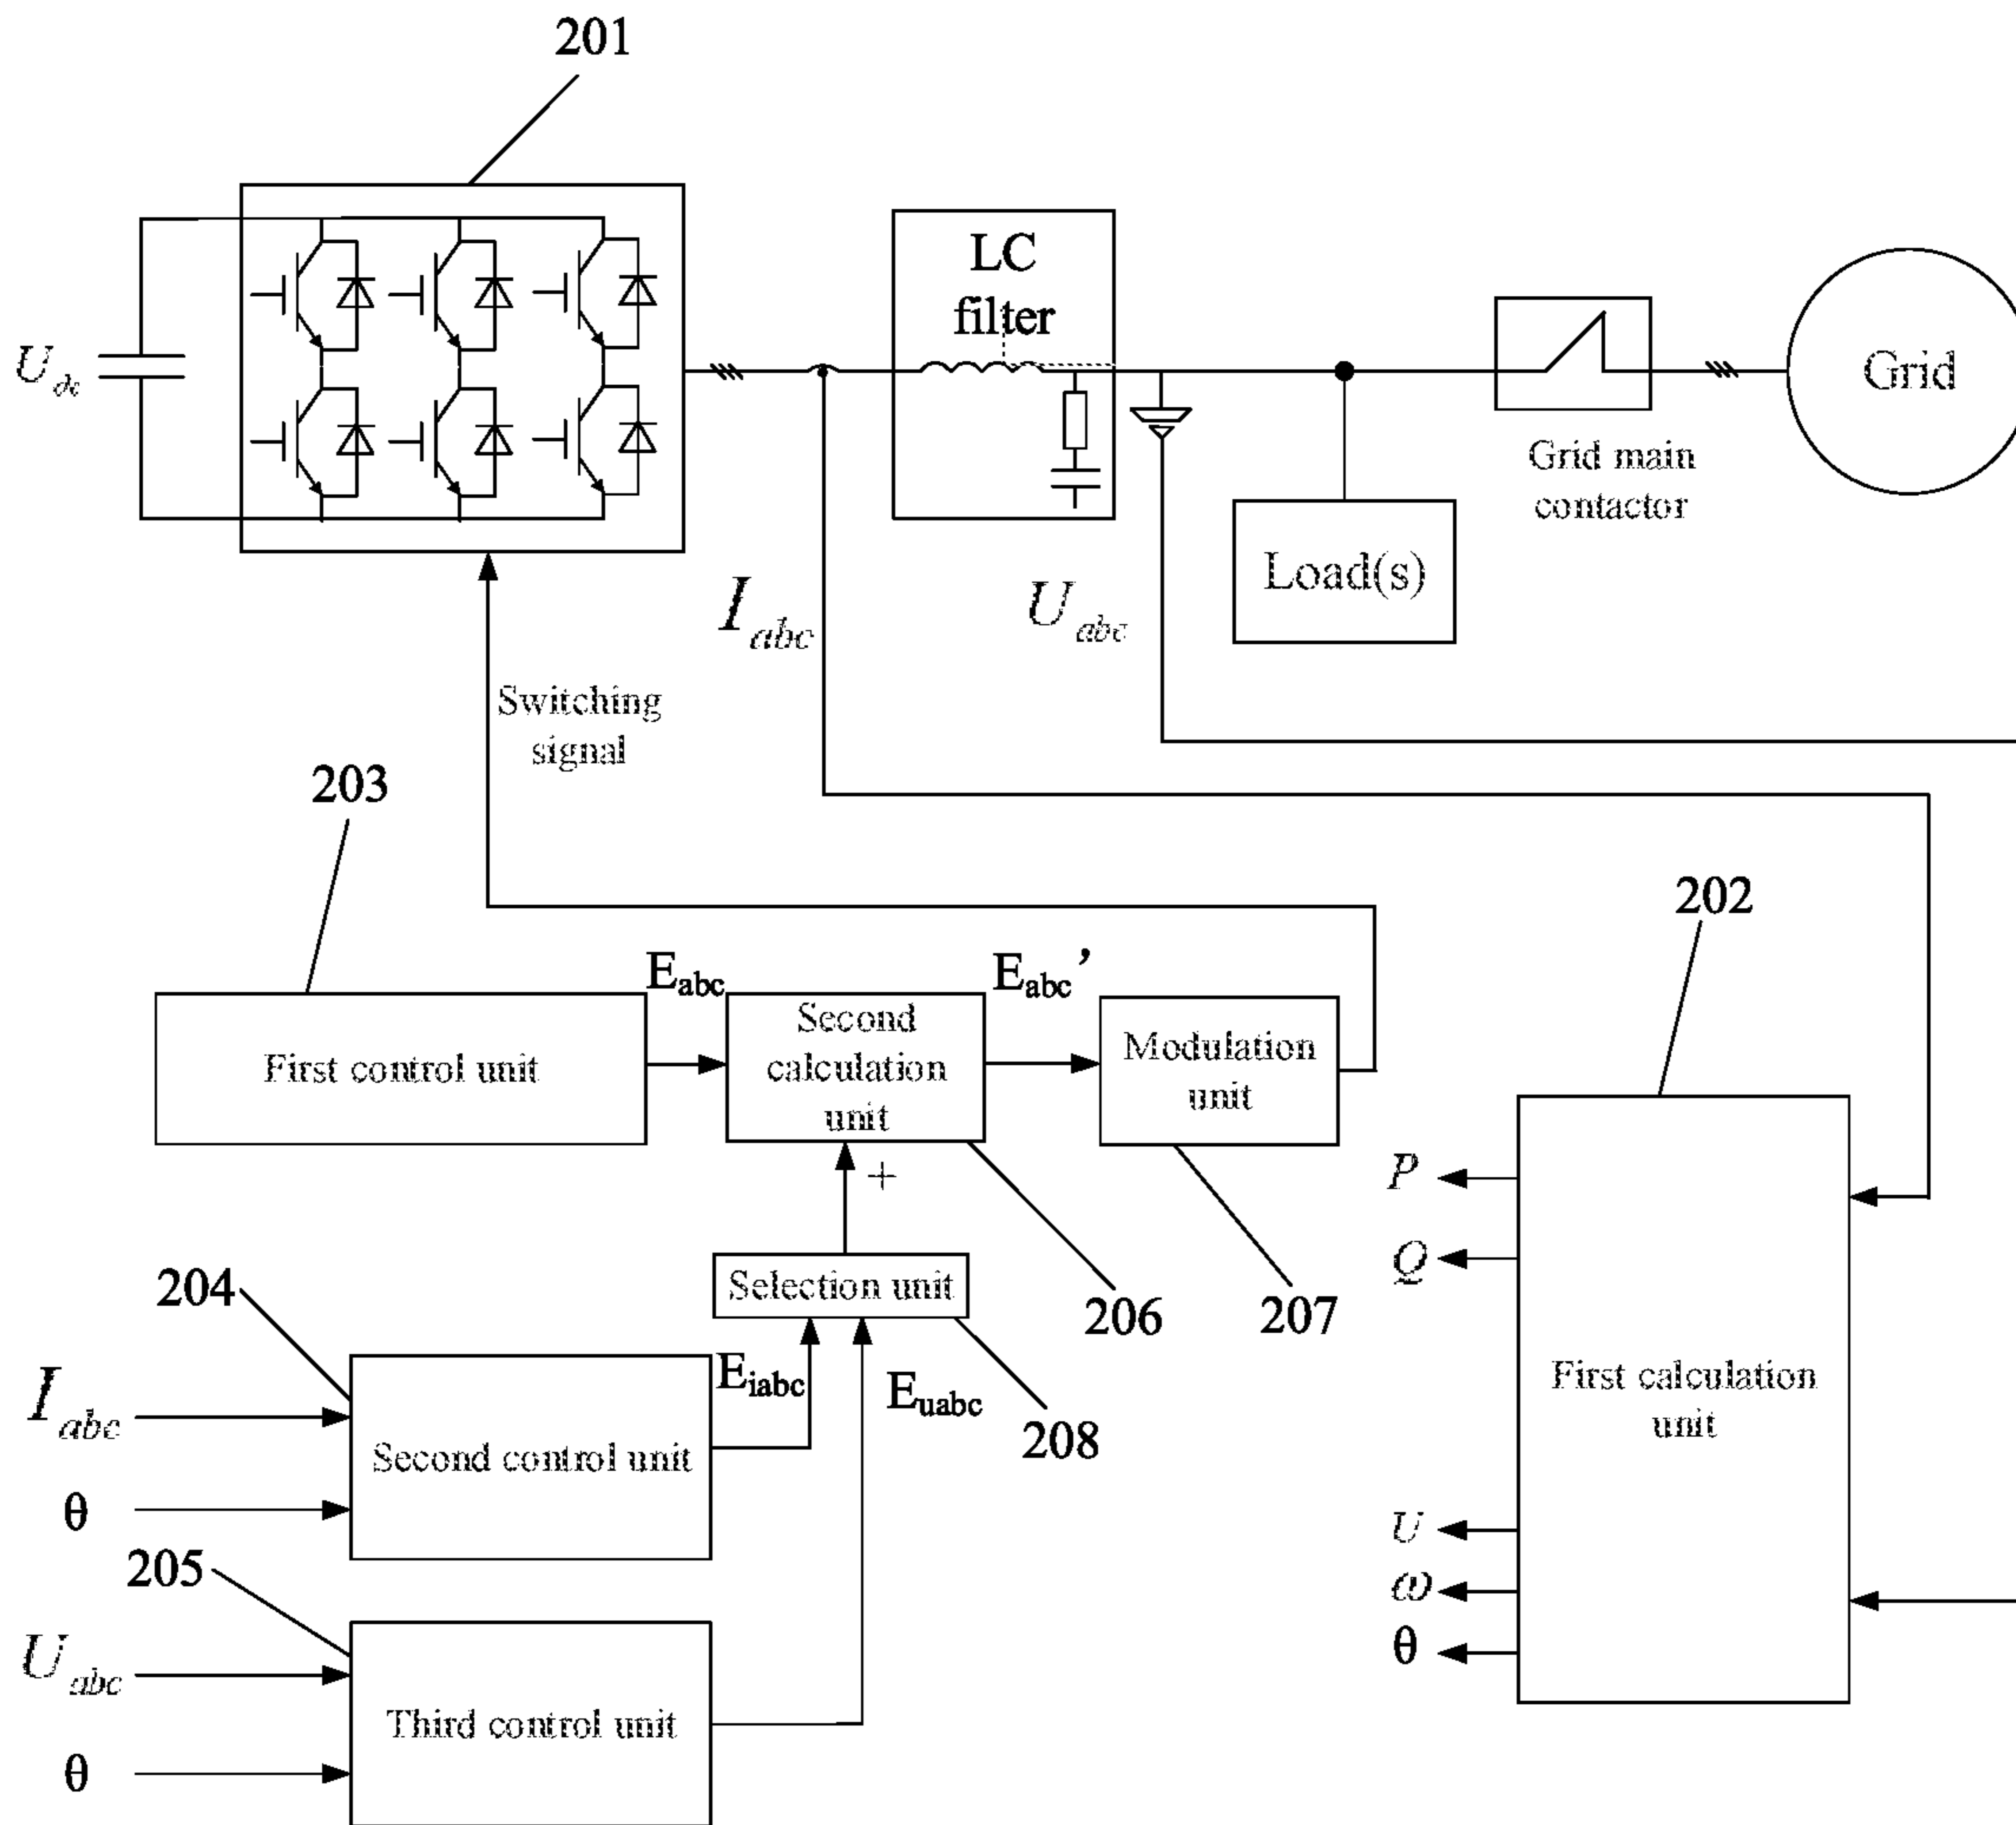 201
LC
filter
U_dc
Grid
Grid main
contactor
Load(s)
I_abc
U_abc
Switching
signal
203
202
E_abc
E_abc’
First control unit
Second
calculation
unit
Modulation
unit
+
P
Q
204
Selection unit
206
207
I_abc
E_iabc
E_uabc
208
First calculation
unit
Second control unit
θ
U
205
ω
θ
U_abc
Third control unit
θ